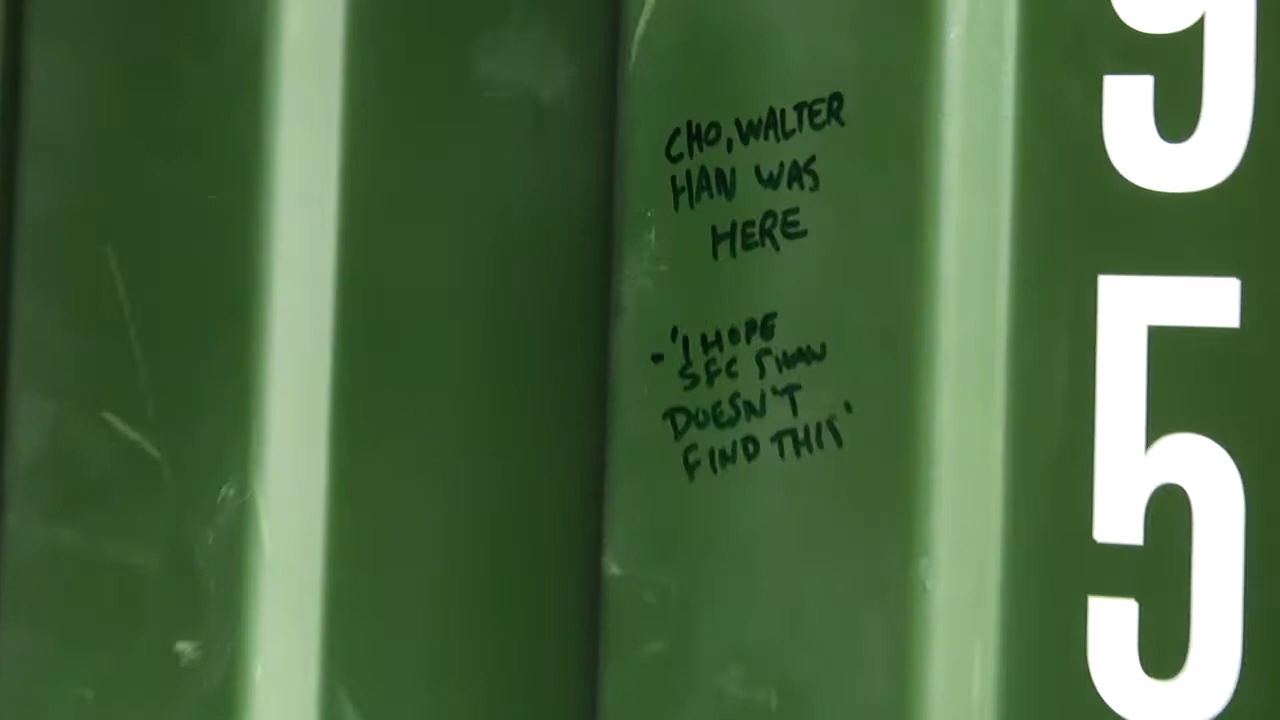 CHO, WALTER
HAN WAS
HERE
-'I HOPE
SFC SHAN
DOESN'T
FIND THIS'
9
5